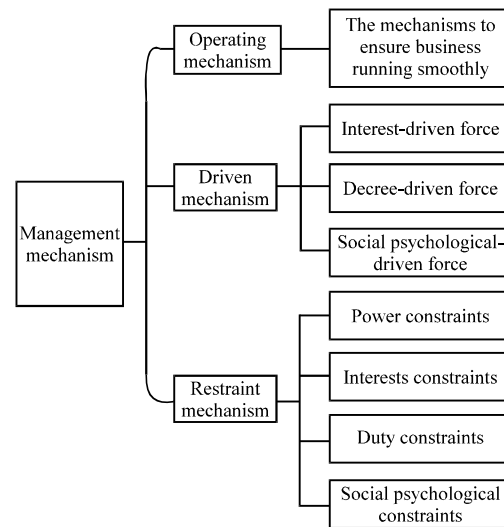 Management
mechanism
Operating
mechanism
The mechanisms to
ensure business
running smoothly
Driven
mechanism
Interest-driven force
Decree-driven force
Social psychological-
driven force
Restraint
mechanism
Power constraints
Interests constraints
Duty constraints
Social psychological
constraints